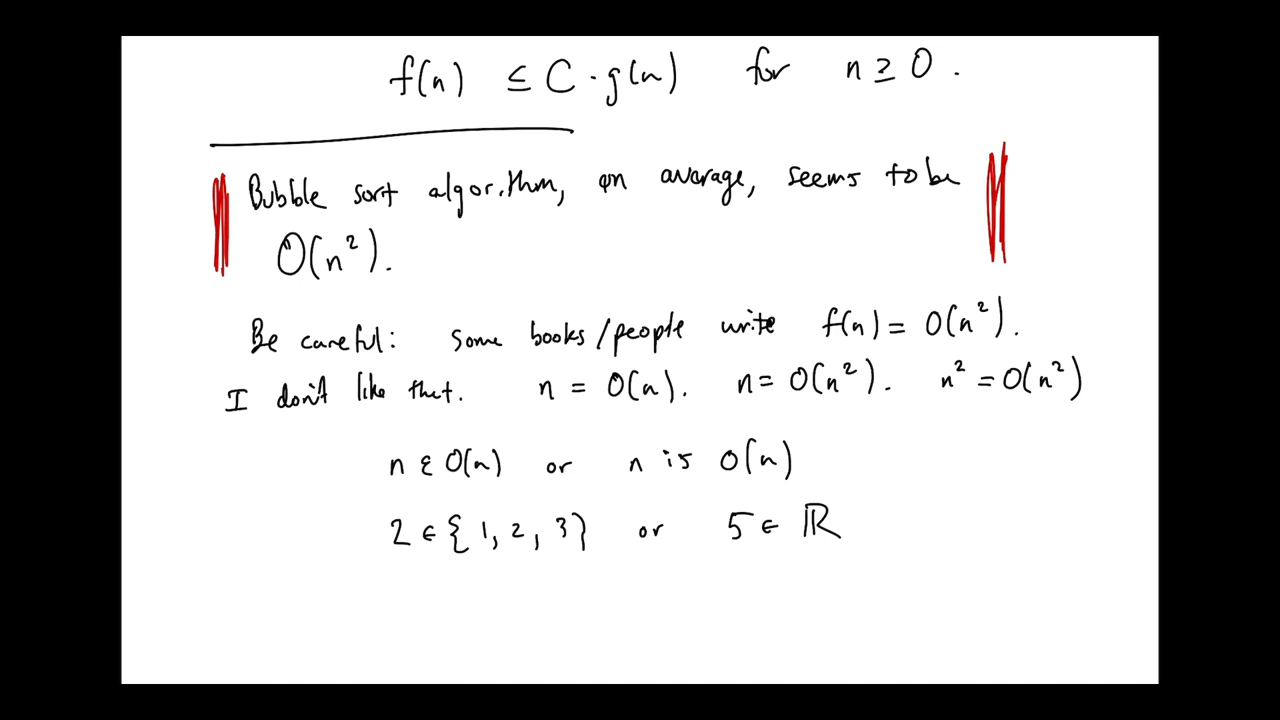 f(n) ≤ C · g(n) for n ≥ 0.
Bubble sort algorithm, on average, seems to be
O(n²).
Be careful: some books/people write f(n) = O(n²).
I don't like that. n = O(n). n = O(n²). n² = O(n²)
n ∈ O(n) or n is O(n)
2 ∈ {1, 2, 3} or 5 ∈ ℝ